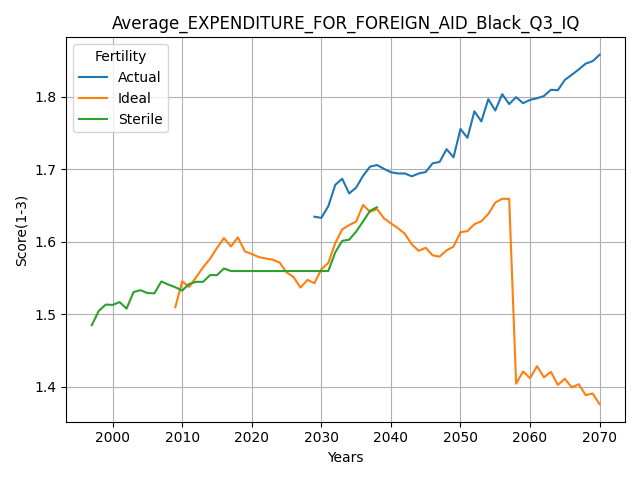 Average_EXPENDITURE_FOR_FOREIGN_AID_Black_Q3_IQ
Fertility
Actual
Ideal
Sterile
Score(1-3)
1.8
1.7
1.6
1.5
1.4
2000 2010 2020 2030 2040 2050 2060 2070
Years